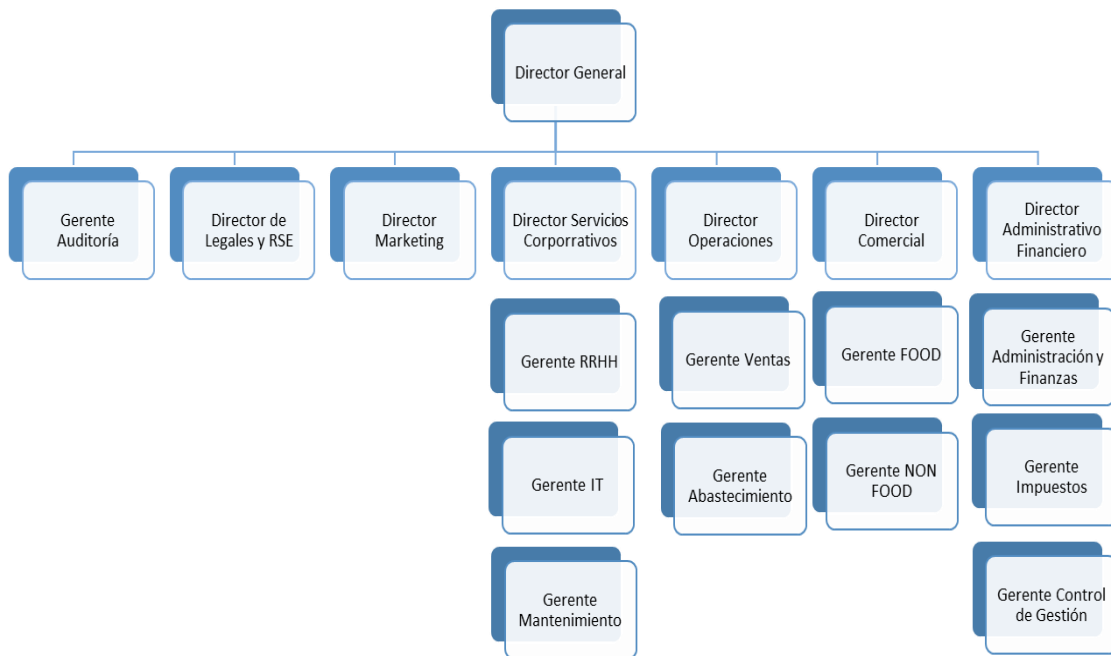 Director General
Gerente
Auditoría
Director de
Legales y RSE
Director
Marketing
Director Servicios
Corporrativos
Director
Operaciones
Director
Comercial
Director
Administrativo
Financiero
Gerente RRHH
Gerente Ventas
Gerente FOOD
Gerente
Administración y
Finanzas
Gerente IT
Gerente
Abastecimiento
Gerente NON
FOOD
Gerente
Impuestos
Gerente
Mantenimiento
Gerente Control
de Gestión